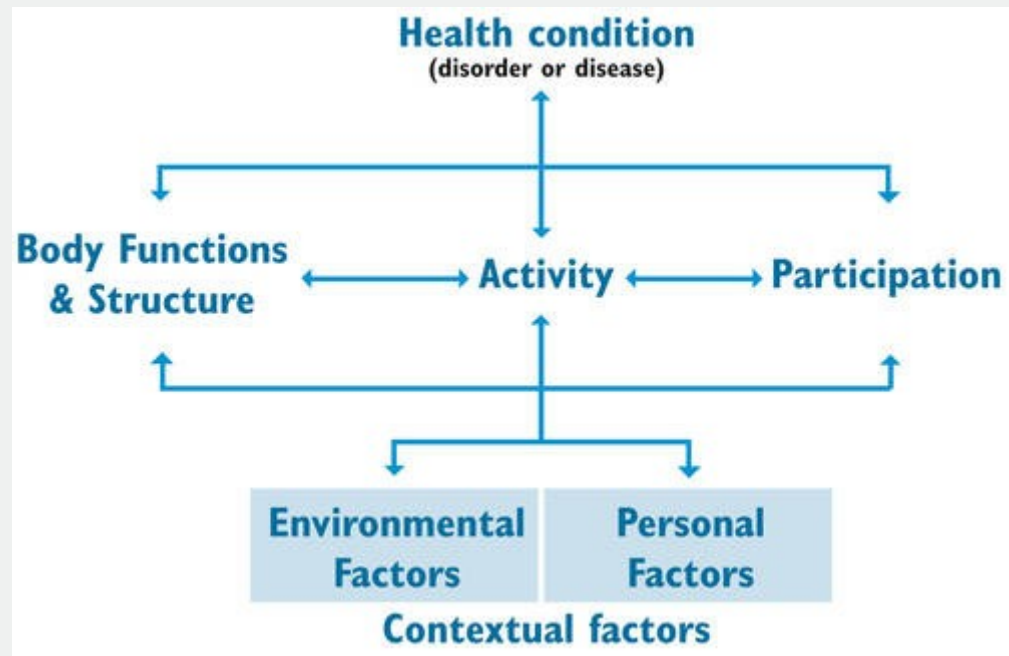 Health condition
(disorder or disease)
Body Functions
& Structure
Activity
Participation
Environmental
Factors
Personal
Factors
Contextual factors